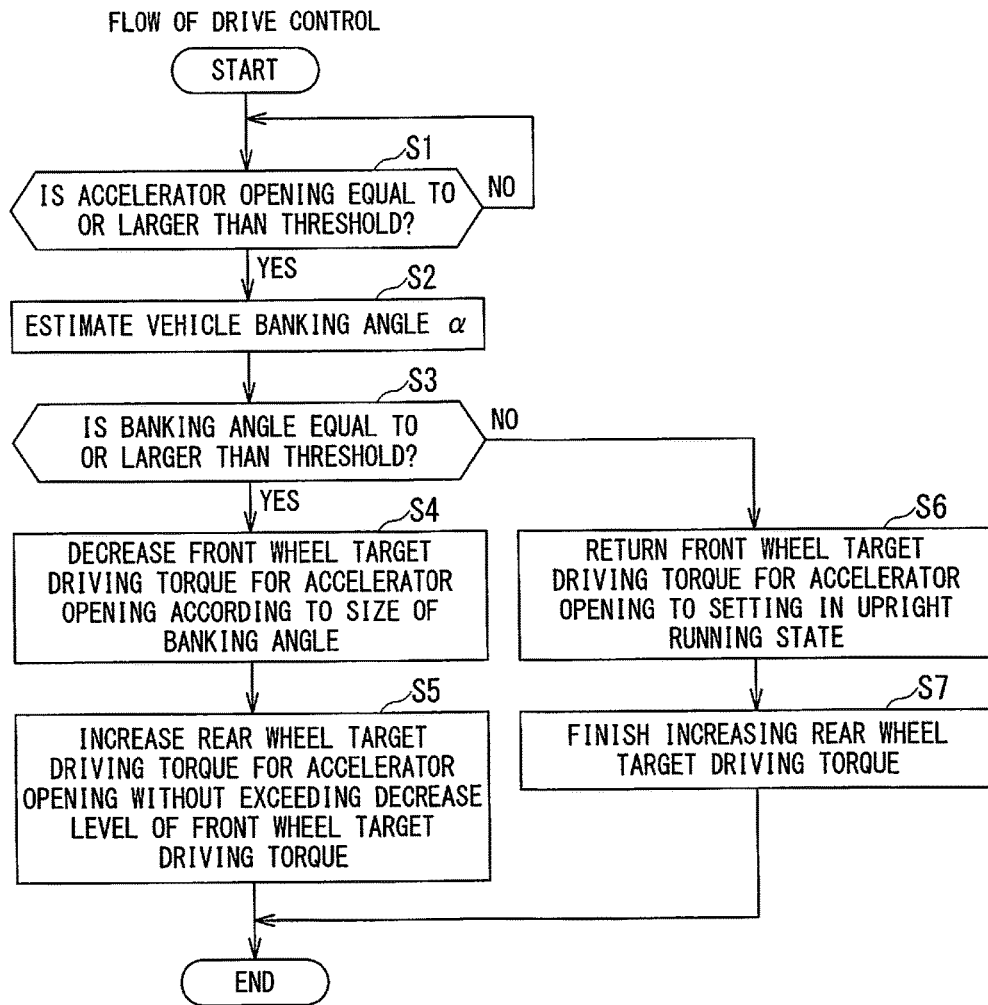 FLOW OF DRIVE CONTROL
START
S1
IS ACCELERATOR OPENING EQUAL TO
OR LARGER THAN THRESHOLD?
NO
YES
S2
ESTIMATE VEHICLE BANKING ANGLE α
S3
IS BANKING ANGLE EQUAL TO
OR LARGER THAN THRESHOLD?
NO
YES
S4
DECREASE FRONT WHEEL TARGET
DRIVING TORQUE FOR ACCELERATOR
OPENING ACCORDING TO SIZE OF
BANKING ANGLE
S5
INCREASE REAR WHEEL TARGET
DRIVING TORQUE FOR ACCELERATOR
OPENING WITHOUT EXCEEDING DECREASE
LEVEL OF FRONT WHEEL TARGET
DRIVING TORQUE
S6
RETURN FRONT WHEEL TARGET
DRIVING TORQUE FOR ACCELERATOR
OPENING TO SETTING IN UPRIGHT
RUNNING STATE
S7
FINISH INCREASING REAR WHEEL
TARGET DRIVING TORQUE
END